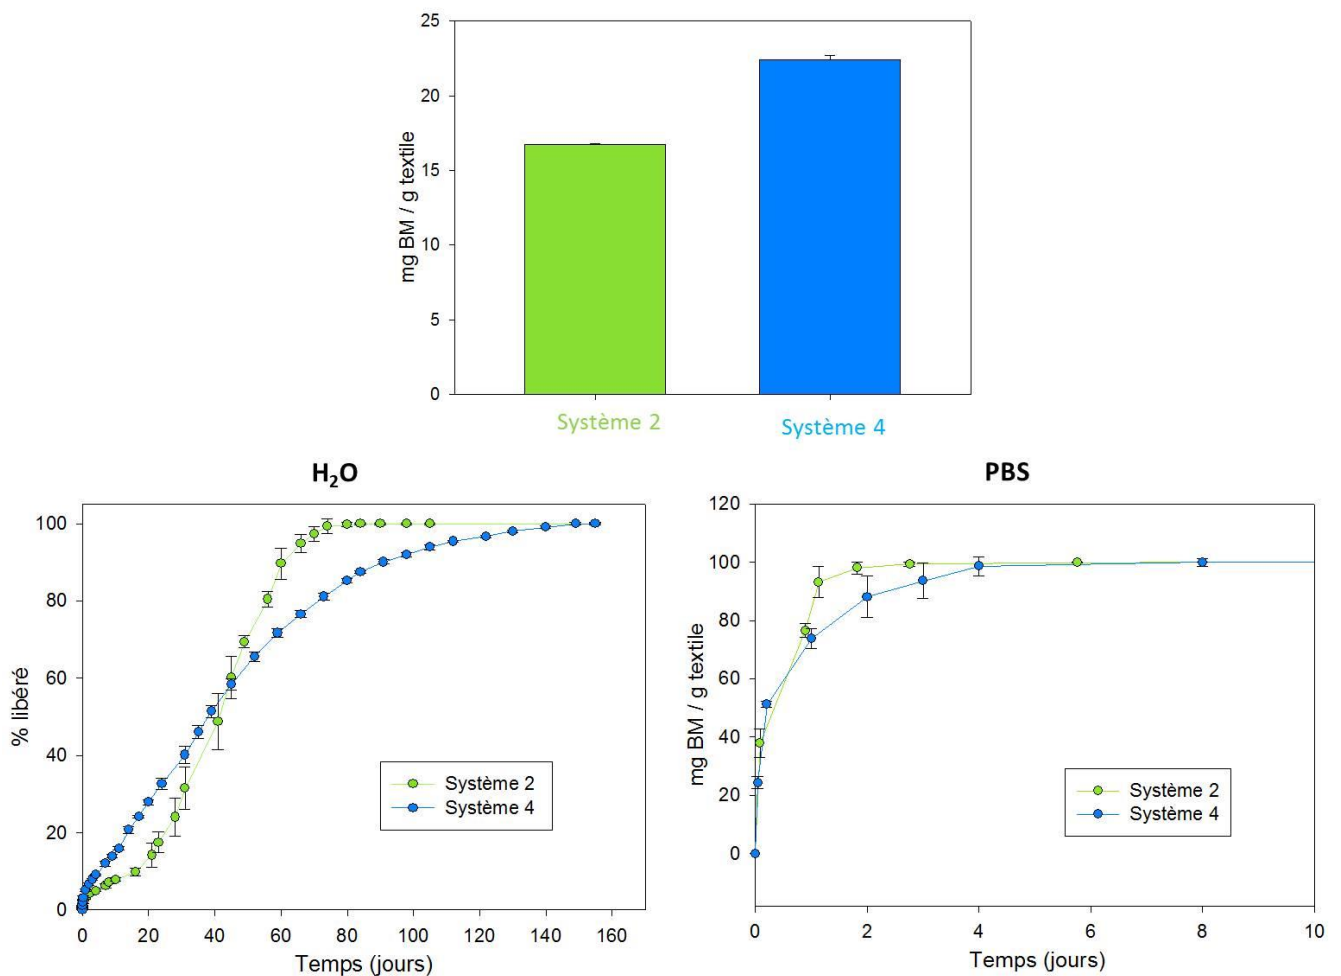 25
20
15
10
5
0
mg BM / g textile
Système 2
Système 4
H₂O
100
80
60
40
20
0
% libéré
0 20 40 60 80 100 120 140 160
Temps (jours)
Système 2
Système 4
PBS
120
100
80
60
40
20
0
mg BM / g textile
0 2 4 6 8 10
Temps (jours)
Système 2
Système 4